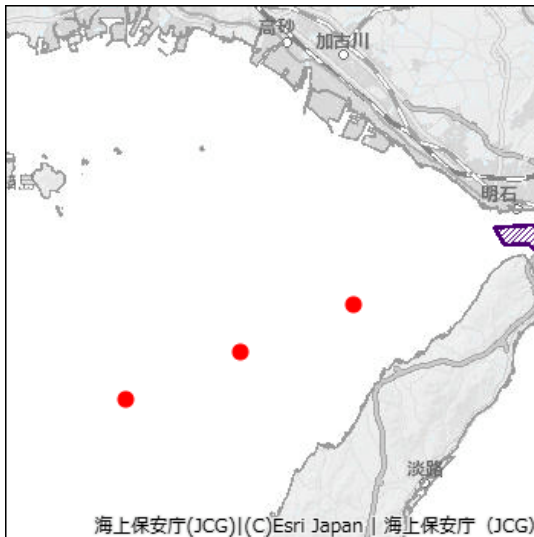 高砂
加古川
島
明石
淡路
海上保安庁(JCG)|(C)Esri Japan | 海上保安庁 (JCG)